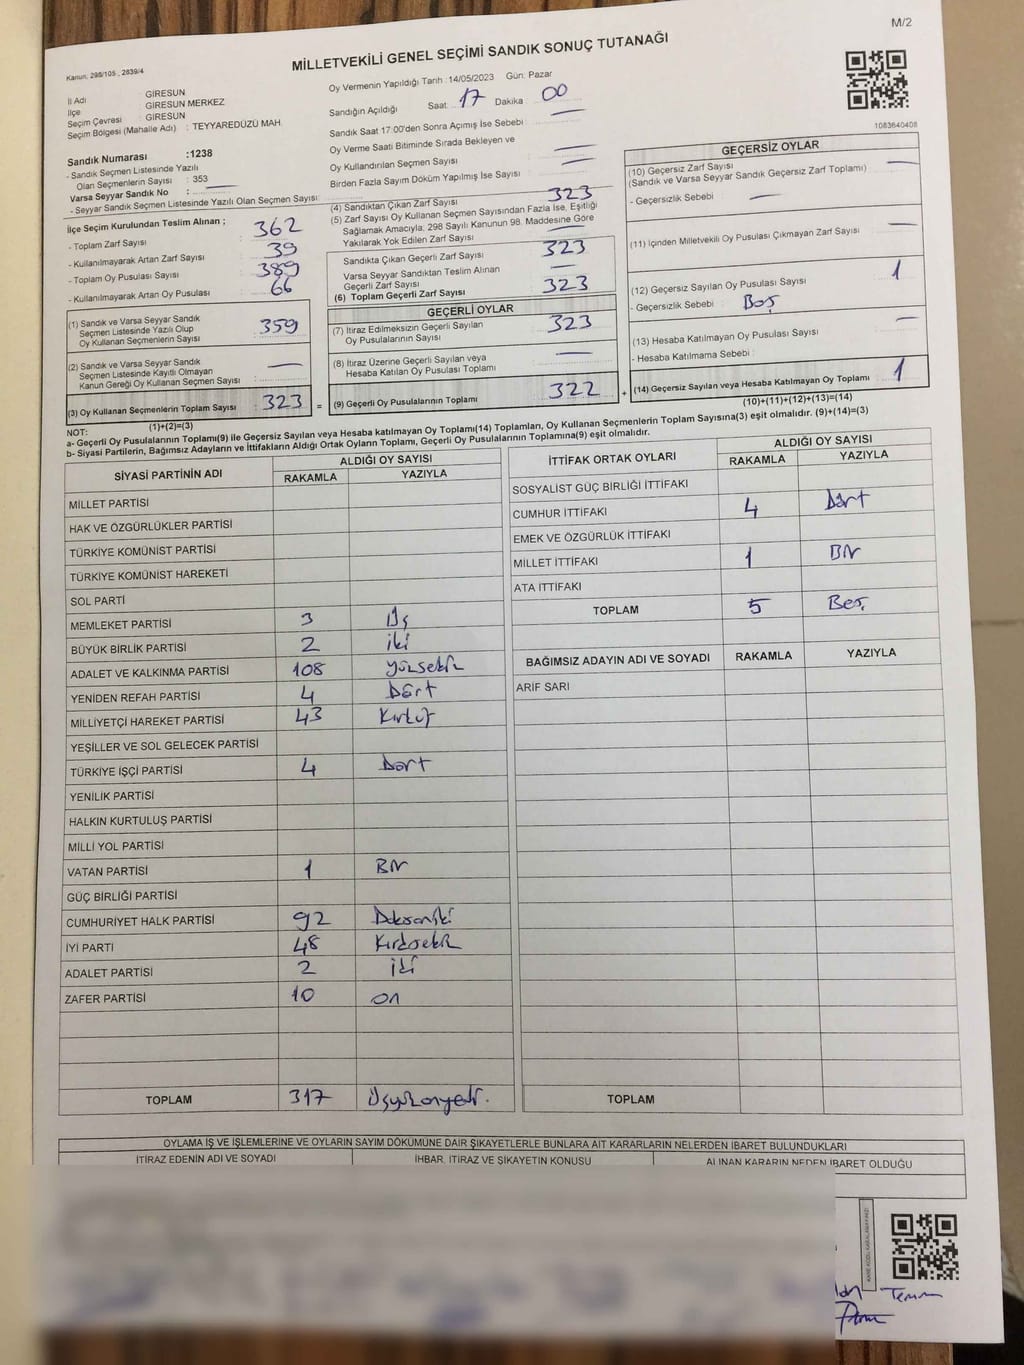 M/2
MİLLETVEKİLİ GENEL SEÇİMİ SANDIK SONUÇ TUTANAĞI
Kanun, 298/105 , 2839/4
İl Adı : GİRESUN
İlçe : GİRESUN MERKEZ
Seçim Çevresi : GİRESUN
Seçim Bölgesi (Mahalle Adı) : TEYYAREDÜZÜ MAH.
Sandık Numarası :1238
- Sandık Seçmen Listesinde Yazılı
Olan Seçmenlerin Sayısı : 353
Varsa Seyyar Sandık No : —
- Seyyar Sandık Seçmen Listesinde Yazılı Olan Seçmen Sayısı
Oy Vermenin Yapıldığı Tarih :14/05/2023 Gün: Pazar
Sandığın Açıldığı Saat: 17 Dakika 00
Sandık Saat 17:00'den Sonra Açımış İse Sebebi : —
Oy Verme Saati Bitiminde Sırada Bekleyen ve
Oy Kullandırılan Seçmen Sayısı —
Birden Fazla Sayım Döküm Yapılmış İse Sayısı —
1083640408
İlçe Seçim Kurulundan Teslim Alınan ;
- Toplam Zarf Sayısı : 362
- Kullanılmayarak Artan Zarf Sayısı : 39
- Toplam Oy Pusulası Sayısı : 389
- Kullanılmayarak Artan Oy Pusulası : 66
(1) Sandık ve Varsa Seyyar Sandık
Seçmen Listesinde Yazılı Olup
Oy Kullanan Seçmenlerin Sayısı : 359
(2) Sandık ve Varsa Seyyar Sandık
Seçmen Listesinde Kayıtlı Olmayan
Kanun Gereği Oy Kullanan Seçmen Sayısı : —
(3) Oy Kullanan Seçmenlerin Toplam Sayısı : 323 =
(1)+(2)=(3)
(4) Sandıktan Çıkan Zarf Sayısı 323
(5) Zarf Sayısı Oy Kullanan Seçmen Sayısından Fazla İse, Eşitliği
Sağlamak Amacıyla; 298 Sayılı Kanunun 98. Maddesine Göre
Yakılarak Yok Edilen Zarf Sayısı —
Sandıkta Çıkan Geçerli Zarf Sayısı 323
Varsa Seyyar Sandıktan Teslim Alınan
Geçerli Zarf Sayısı —
(6) Toplam Geçerli Zarf Sayısı 323
GEÇERLİ OYLAR
(7) İtiraz Edilmeksizin Geçerli Sayılan
Oy Pusulalarının Sayısı 323
(8) İtiraz Üzerine Geçerli Sayılan veya
Hesaba Katılan Oy Pusulası Toplamı —
(9) Geçerli Oy Pusulalarının Toplamı 322 +
GEÇERSİZ OYLAR
(10) Geçersiz Zarf Sayısı —
(Sandık ve Varsa Seyyar Sandık Geçersiz Zarf Toplamı)
- Geçersizlik Sebebi : —
(11) İçinden Milletvekili Oy Pusulası Çıkmayan Zarf Sayısı —
(12) Geçersiz Sayılan Oy Pusulası Sayısı 1
- Geçersizlik Sebebi : Boş
(13) Hesaba Katılmayan Oy Pusulası Sayısı —
- Hesaba Katılmama Sebebi :
(14) Geçersiz Sayılan veya Hesaba Katılmayan Oy Toplamı 1
(10)+(11)+(12)+(13)=(14)
NOT:
a- Geçerli Oy Pusulalarının Toplamı(9) ile Geçersiz Sayılan veya Hesaba katılmayan Oy Toplamı(14) Toplamları, Oy Kullanan Seçmenlerin Toplam Sayısına(3) eşit olmalıdır. (9)+(14)=(3)
b- Siyasi Partilerin, Bağımsız Adayların ve İttifakların Aldığı Ortak Oyların Toplamı, Geçerli Oy Pusulalarının Toplamına(9) eşit olmalıdır.
SİYASİ PARTİNİN ADI ALDIĞI OY SAYISI
RAKAMLA YAZIYLA
MİLLET PARTİSİ
HAK VE ÖZGÜRLÜKLER PARTİSİ
TÜRKİYE KOMÜNİST PARTİSİ
TÜRKİYE KOMÜNİST HAREKETİ
SOL PARTİ
MEMLEKET PARTİSİ 3 Üş
BÜYÜK BİRLİK PARTİSİ 2 iki
ADALET VE KALKINMA PARTİSİ 108 yüzsekiz
YENİDEN REFAH PARTİSİ 4 Dört
MİLLİYETÇİ HAREKET PARTİSİ 43 Kırküç
YEŞİLLER VE SOL GELECEK PARTİSİ
TÜRKİYE İŞÇİ PARTİSİ 4 Dört
YENİLİK PARTİSİ
HALKIN KURTULUŞ PARTİSİ
MİLLİ YOL PARTİSİ
VATAN PARTİSİ 1 Bir
GÜÇ BİRLİĞİ PARTİSİ
CUMHURİYET HALK PARTİSİ 92 Doksaniki
İYİ PARTİ 48 Kırksekiz
ADALET PARTİSİ 2 iki
ZAFER PARTİSİ 10 on
TOPLAM 317 Üçyüzonyedi.
İTTİFAK ORTAK OYLARI ALDIĞI OY SAYISI
RAKAMLA YAZIYLA
SOSYALİST GÜÇ BİRLİĞİ İTTİFAKI
CUMHUR İTTİFAKI 4 Dört
EMEK VE ÖZGÜRLÜK İTTİFAKI
MİLLET İTTİFAKI 1 Bir
ATA İTTİFAKI
TOPLAM 5 Beş
BAĞIMSIZ ADAYIN ADI VE SOYADI RAKAMLA YAZIYLA
ARİF SARI
TOPLAM
OYLAMA İŞ VE İŞLEMLERİNE VE OYLARIN SAYIM DÖKÜMÜNE DAİR ŞİKAYETLERLE BUNLARA AİT KARARLARIN NELERDEN İBARET BULUNDUKLARI
İTİRAZ EDENİN ADI VE SOYADI İHBAR, İTİRAZ VE ŞİKAYETİN KONUSU ALINAN KARARIN NEDEN İBARET OLDUĞU